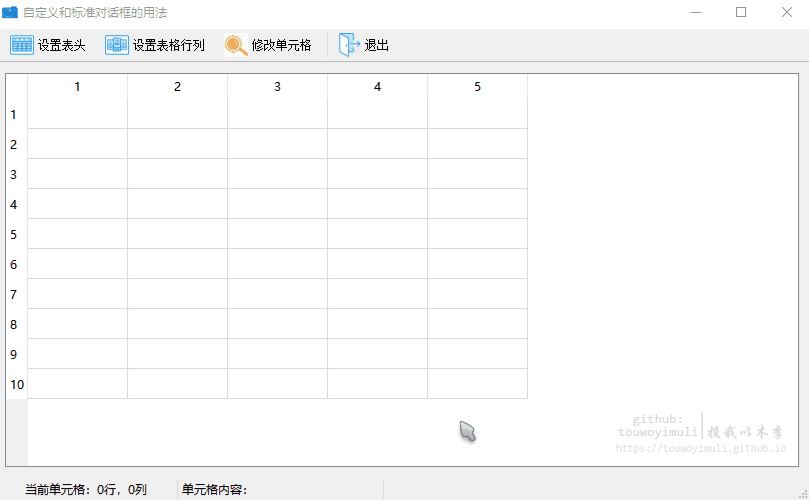 自定义和标准对话框的用法
设置表头 设置表格行列 修改单元格 退出
1 2 3 4 5
1
2
3
4
5
6
7
8
9
10
github:
touwoyimuli 投我以木李
https://touwoyimuli.github.io
当前单元格：0行，0列 单元格内容：